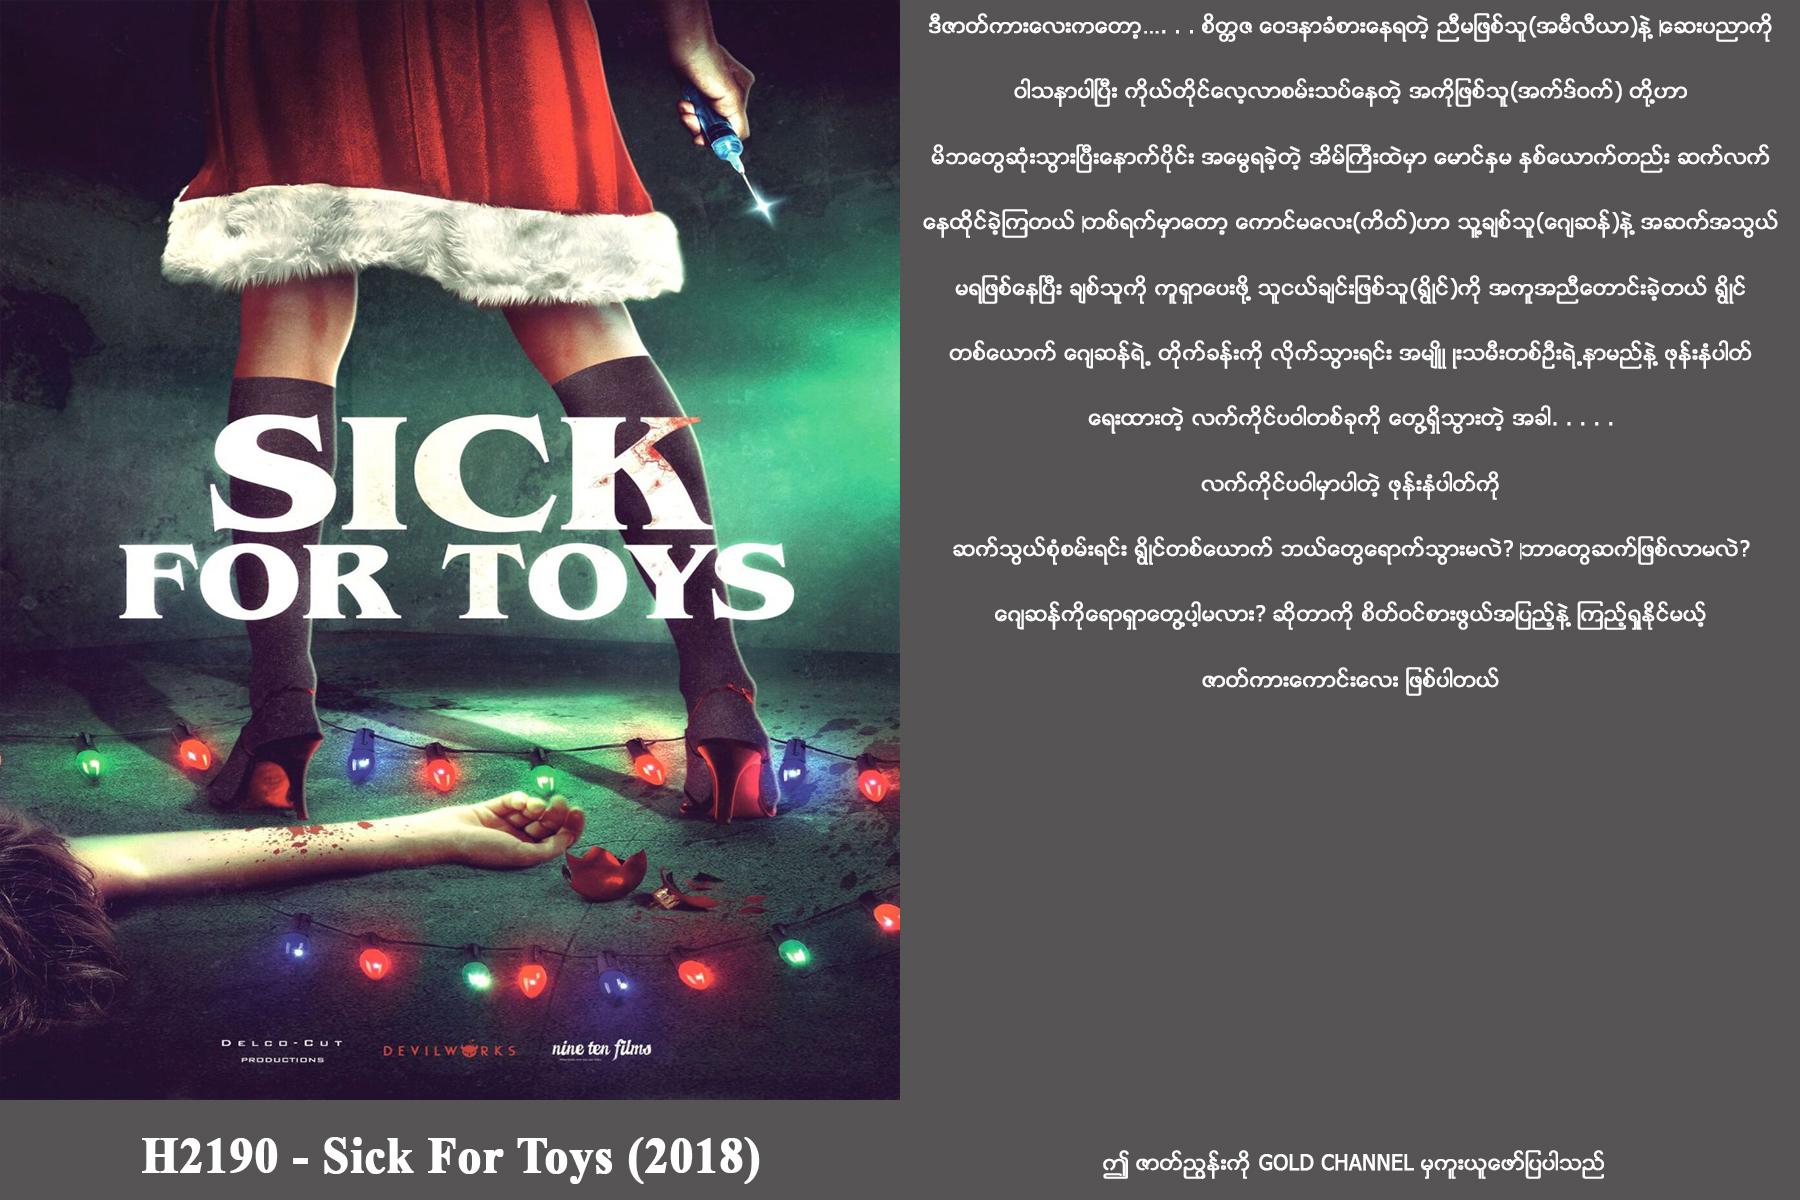 SICK
FOR TOYS
DELCO-CUT
PRODUCTIONS
DEVILWORKS
nine ten films
H2190 - Sick For Toys (2018)
ဒီဇာတ်ကားလေးကတော့…. . . စိတ္တဇ ဝေဒနာခံစားနေရတဲ့ ညီမဖြစ်သူ(အမီလီယာ)နဲ့ ဆေးပညာကို
ဝါသနာပါပြီး ကိုယ်တိုင်လေ့လာစမ်းသပ်နေတဲ့ အကိုဖြစ်သူ(အက်ဒ်ဝက်) တို့ဟာ
မိဘတွေဆုံးသွားပြီးနောက်ပိုင်း အမွေရခဲ့တဲ့ အိမ်ကြီးထဲမှာ မောင်နှမ နှစ်ယောက်တည်း ဆက်လက်
နေထိုင်ခဲ့ကြတယ် တစ်ရက်မှာတော့ ကောင်မလေး(ကိတ်)ဟာ သူ့ချစ်သူ(ဂျေဆန်)နဲ့ အဆက်အသွယ်
မရဖြစ်နေပြီး ချစ်သူကို ကူရှာပေးဖို့ သူငယ်ချင်းဖြစ်သူ(ရွိုင်)ကို အကူအညီတောင်းခဲ့တယ် ရွိုင်
တစ်ယောက် ဂျေဆန်ရဲ့ တိုက်ခန်းကို လိုက်သွားရင်း အမျိုးသမီးတစ်ဦးရဲ့နာမည်နဲ့ ဖုန်းနံပါတ်
ရေးထားတဲ့ လက်ကိုင်ပဝါတစ်ခုကို တွေ့ရှိသွားတဲ့ အခါ. . . . .
လက်ကိုင်ပဝါမှာပါတဲ့ ဖုန်းနံပါတ်ကို
ဆက်သွယ်စုံစမ်းရင်း ရွိုင်တစ်ယောက် ဘယ်တွေရောက်သွားမလဲ? ဘာတွေဆက်ဖြစ်လာမလဲ?
ဂျေဆန်ကိုရောရှာတွေ့ပါ့မလား? ဆိုတာကို စိတ်ဝင်စားဖွယ်အပြည့်နဲ့ ကြည့်ရှုနိုင်မယ့်
ဇာတ်ကားကောင်းလေး ဖြစ်ပါတယ်
ဤ ဇာတ်ညွှန်းကို GOLD CHANNEL မှကူးယူဖော်ပြပါသည်